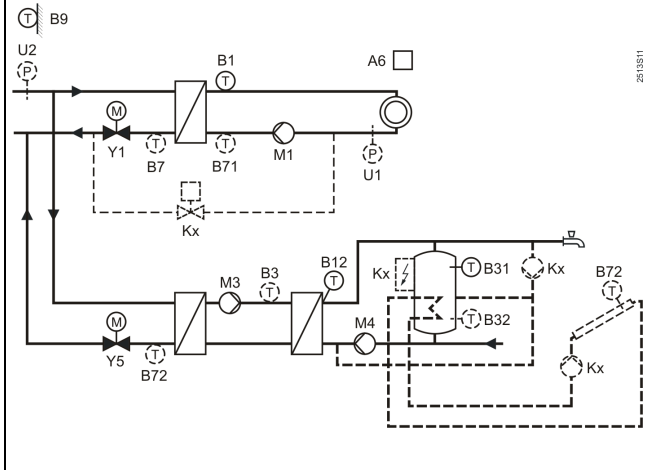 T B9
U2
P
B1
T
A6
2513S11
M
Y1
T
B7
T
B71
M1
P
U1
Kx
M3
B3
T
B12
T
Kx
T B31
Kx
B72
T
M
Y5
T
B72
M4
T B32
Kx